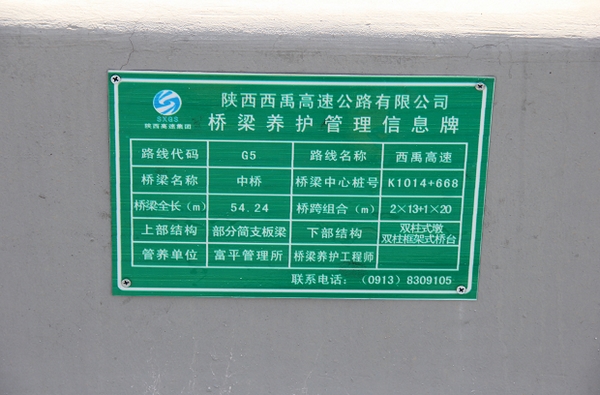 陕西西禹高速公路有限公司
SXGS
陕西高速集团
桥梁养护管理信息牌
路线代码 G5 路线名称 西禹高速
桥梁名称 中桥 桥梁中心桩号 K1014+668
桥梁全长（m） 54.24 桥跨组合（m） 2×13+1×20
上部结构 部分简支板梁 下部结构 双柱式墩
双柱框架式桥台
管养单位 富平管理所 桥梁养护工程师
联系电话：（0913）8309105